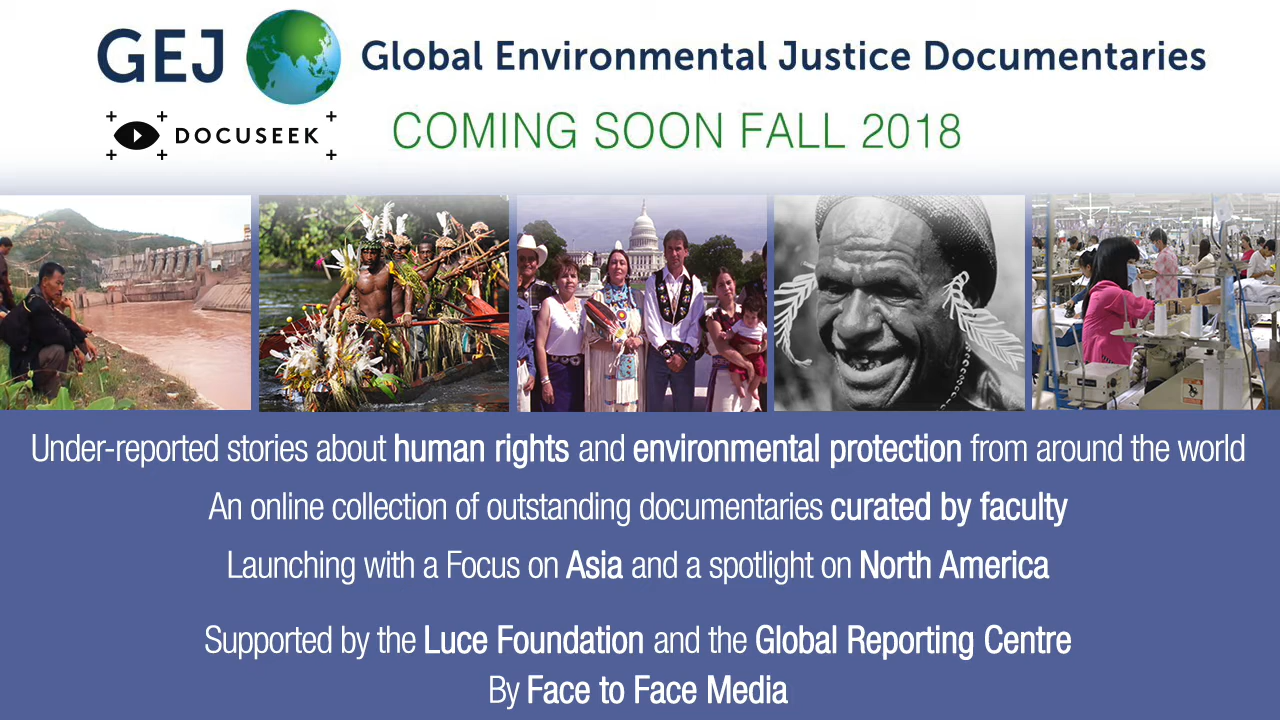 GEJ Global Environmental Justice Documentaries
DOCUSEEK
COMING SOON FALL 2018
Under-reported stories about human rights and environmental protection from around the world
An online collection of outstanding documentaries curated by faculty
Launching with a Focus on Asia and a spotlight on North America
Supported by the Luce Foundation and the Global Reporting Centre
By Face to Face Media